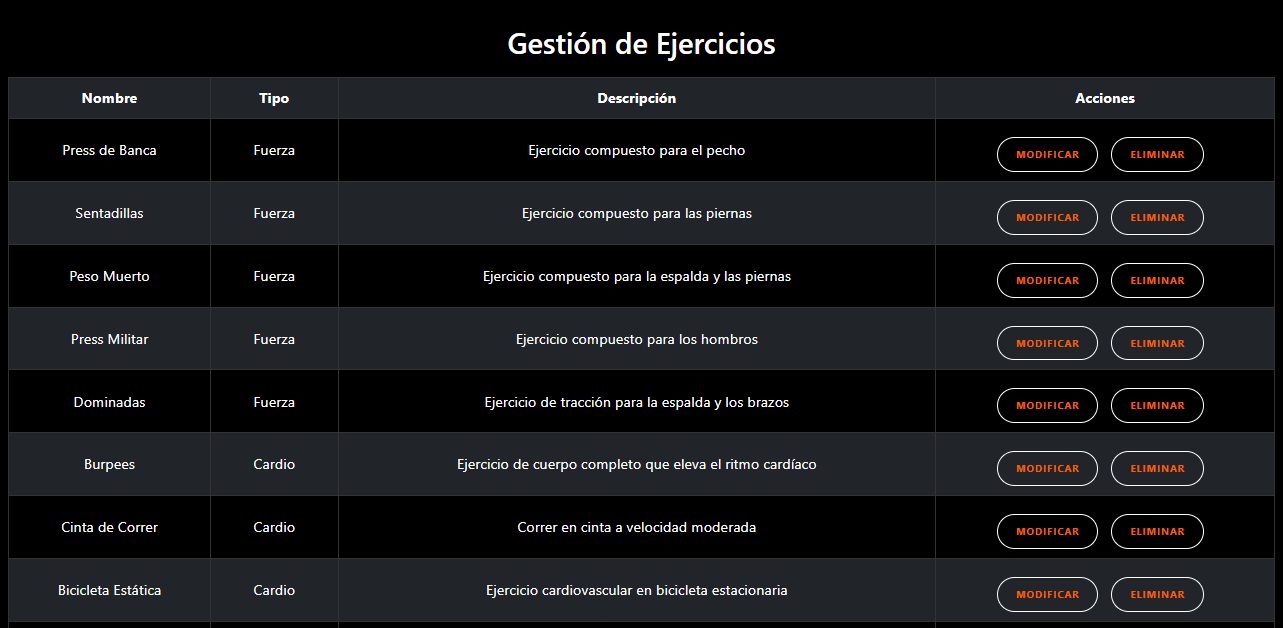 Gestión de Ejercicios
Nombre Tipo Descripción Acciones
Press de Banca Fuerza Ejercicio compuesto para el pecho MODIFICAR ELIMINAR
Sentadillas Fuerza Ejercicio compuesto para las piernas MODIFICAR ELIMINAR
Peso Muerto Fuerza Ejercicio compuesto para la espalda y las piernas MODIFICAR ELIMINAR
Press Militar Fuerza Ejercicio compuesto para los hombros MODIFICAR ELIMINAR
Dominadas Fuerza Ejercicio de tracción para la espalda y los brazos MODIFICAR ELIMINAR
Burpees Cardio Ejercicio de cuerpo completo que eleva el ritmo cardíaco MODIFICAR ELIMINAR
Cinta de Correr Cardio Correr en cinta a velocidad moderada MODIFICAR ELIMINAR
Bicicleta Estática Cardio Ejercicio cardiovascular en bicicleta estacionaria MODIFICAR ELIMINAR